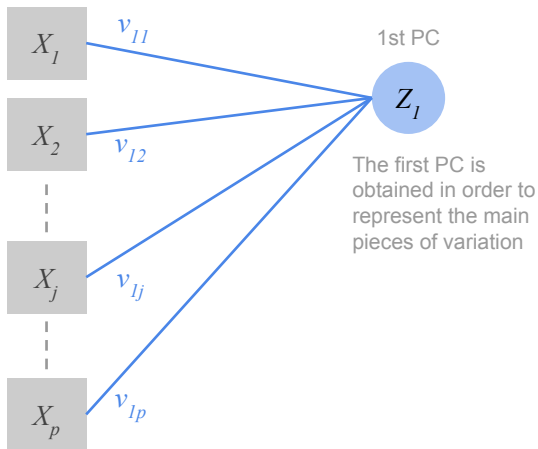 X1
v11
1st PC
X2
v12
Z1
The first PC is
obtained in order to
represent the main
pieces of variation
Xj
v1j
Xp
v1p